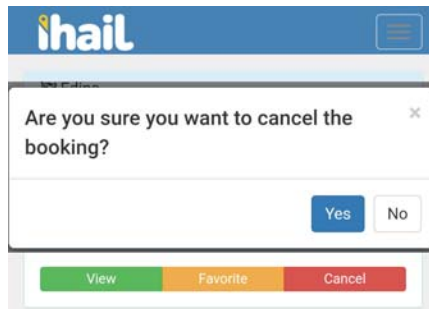 ihail
Are you sure you want to cancel the
booking?
×
Yes No
View Favorite Cancel